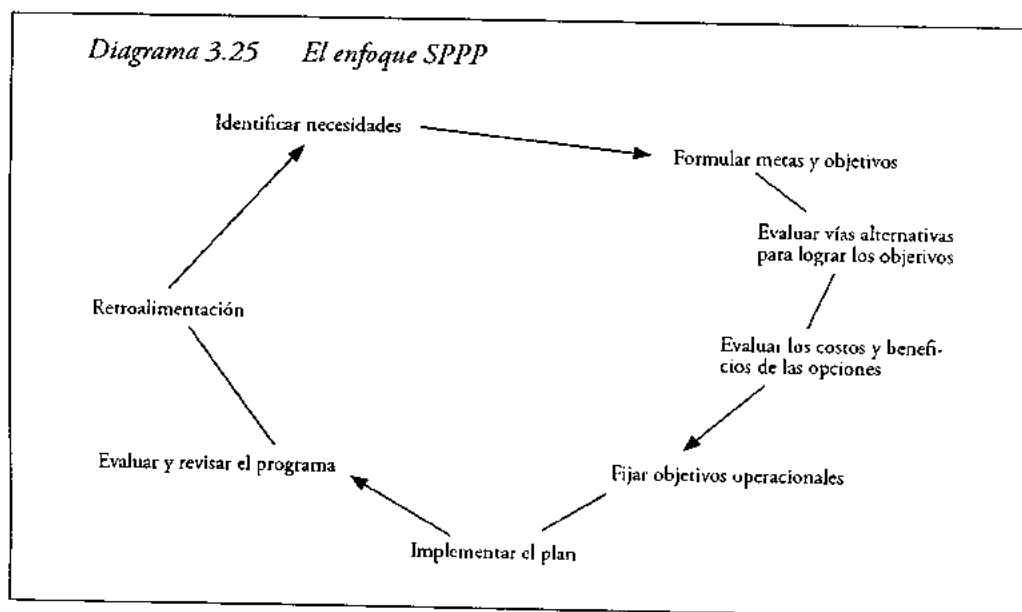 Diagrama 3.25 El enfoque SPPP
Identificar necesidades
Formular metas y objetivos
Evaluar vías alternativas
para lograr los objetivos
Evaluar los costos y benefi-
cios de las opciones
Fijar objetivos operacionales
Implementar el plan
Evaluar y revisar el programa
Retroalimentación